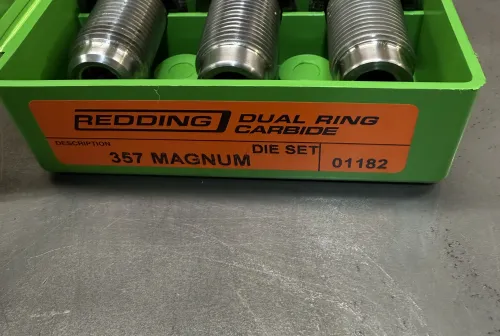 REDDING DUAL RING
CARBIDE
DESCRIPTION
357 MAGNUM DIE SET 01182